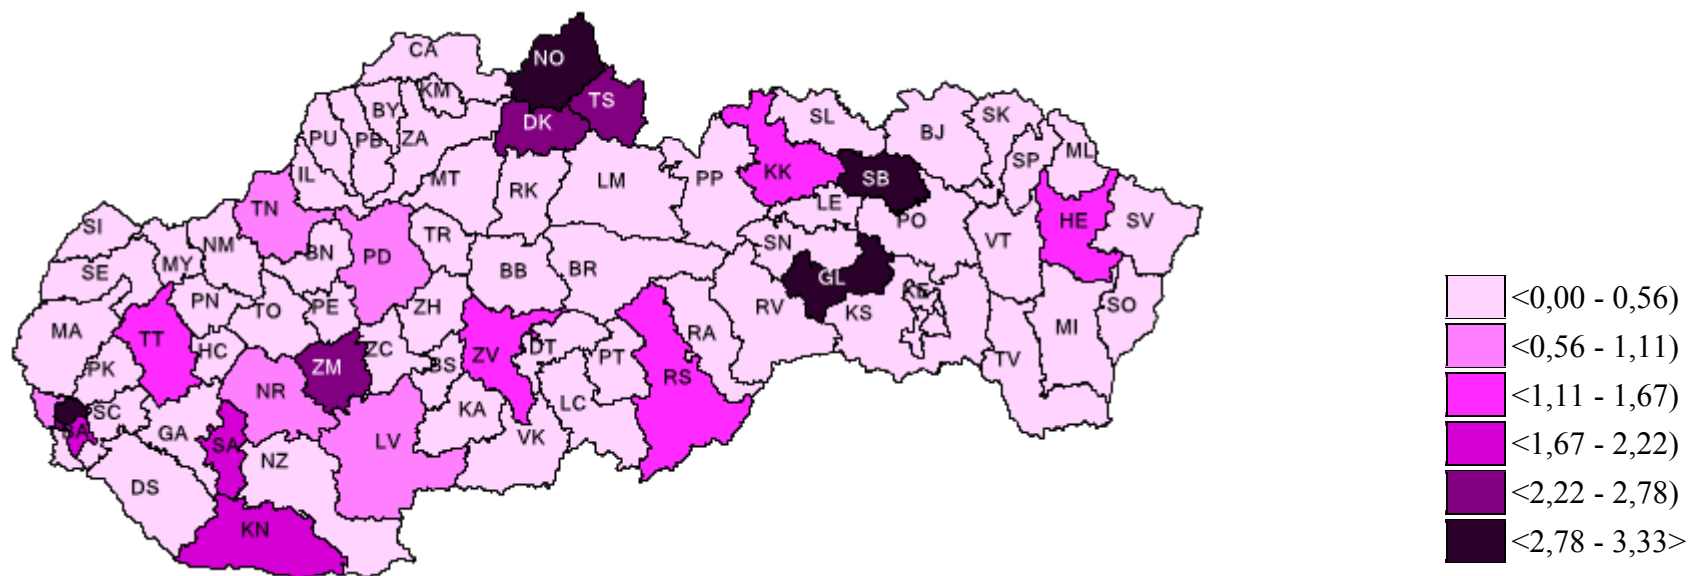 CA
NO
KM
TS
BY
DK
SL
SK
PU
PB
ZA
BJ
ML
SP
IL
MT
RK
LM
PP
KK
SB
TN
LE
PO
HE
SV
SI
NM
TR
SN
VT
BN
PD
MY
SE
BB
BR
GL
PN
TO
PE
ZH
RV
KS
SO
MA
TT
RA
MI
HC
ZC
DT
PT
ZV
TV
PK
ZM
BS
RS
NR
SC
KA
LC
BA
GA
SA
LV
VK
NZ
DS
KN
<0,00 - 0,56)
<0,56 - 1,11)
<1,11 - 1,67)
<1,67 - 2,22)
<2,22 - 2,78)
<2,78 - 3,33>